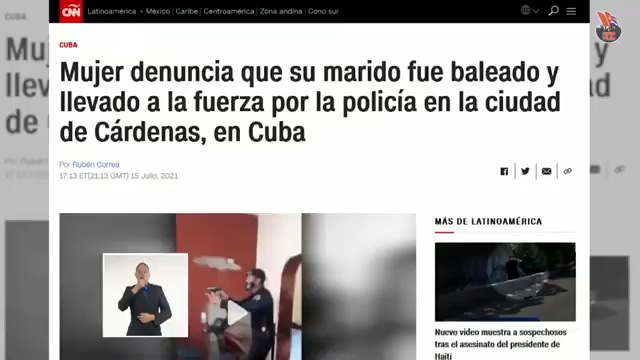 CUBA
CNN
Latinoamérica • México | Caribe | Centroamérica | Zona andina | Cono sur
CUBA
Mujer denuncia que su marido fue baleado y
llevado a la fuerza por la policía en la ciudad
de Cárdenas, en Cuba
Por Rubén Correa
17:13 ET(21:13 GMT) 15 Julio, 2021
MÁS DE LATINOAMÉRICA
Nuevo video muestra a sospechosos
tras el asesinato del presidente de
Haití